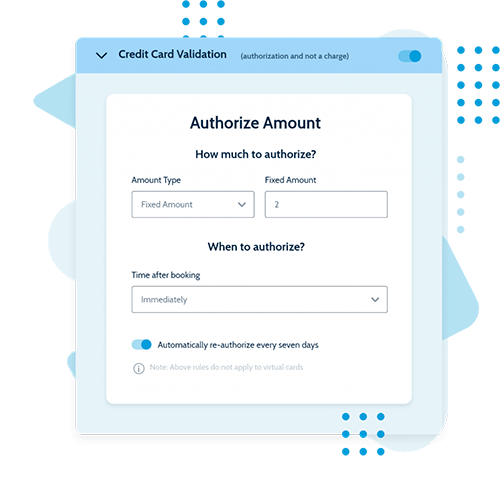 Credit Card Validation (authorization and not a charge)
Authorize Amount
How much to authorize?
Amount Type Fixed Amount
Fixed Amount 2
When to authorize?
Time after booking
Immediately
Automatically re-authorize every seven days
Note: Above rules do not apply to virtual cards